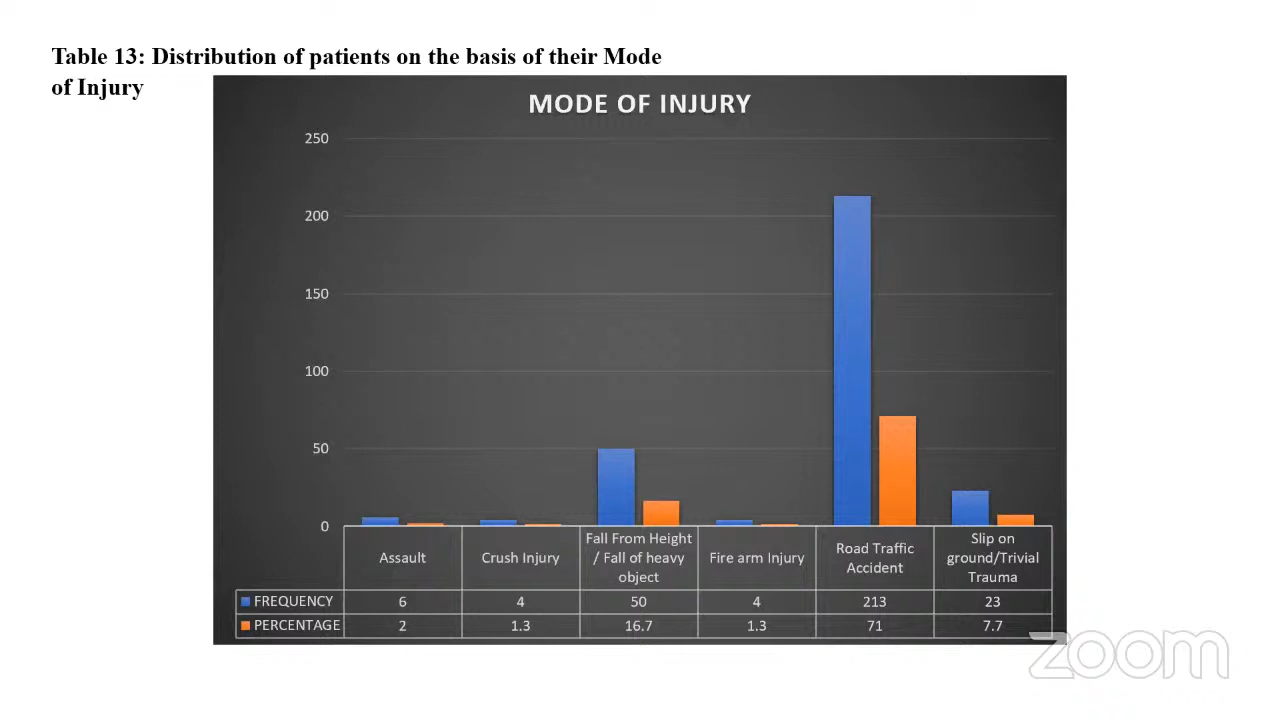 Table 13: Distribution of patients on the basis of their Mode
of Injury
MODE OF INJURY
250
200
150
100
50
0
Assault
Crush Injury
Fall From Height
/ Fall of heavy
object
Fire arm Injury
Road Traffic
Accident
Slip on
ground/Trivial
Trauma
FREQUENCY 6 4 50 4 213 23
PERCENTAGE 2 1.3 16.7 1.3 71 7.7
zoom